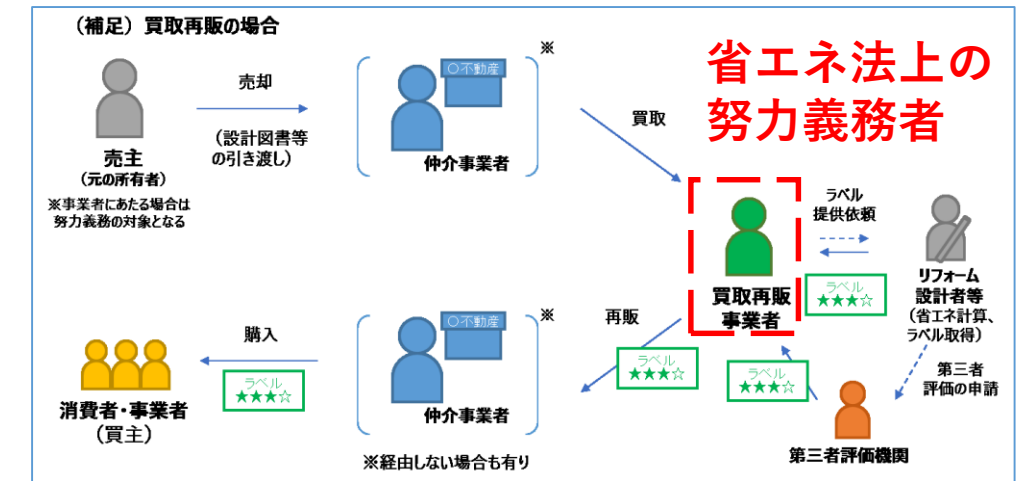 （補足）買取再販の場合
省エネ法上の
努力義務者
売却
（設計図書等
の引き渡し）
売主
（元の所有者）
※事業者にあたる場合は
努力義務の対象となる
※
〇不動産
仲介事業者
買取
買取再販
事業者
ラベル
提供依頼
ラベル
★★★☆
リフォーム
設計者等
（省エネ計算、
ラベル取得）
第三者
評価の申請
第三者評価機関
ラベル
★★★☆
再販
ラベル
★★★☆
※
〇不動産
仲介事業者
※経由しない場合も有り
購入
ラベル
★★★☆
消費者・事業者
（買主）